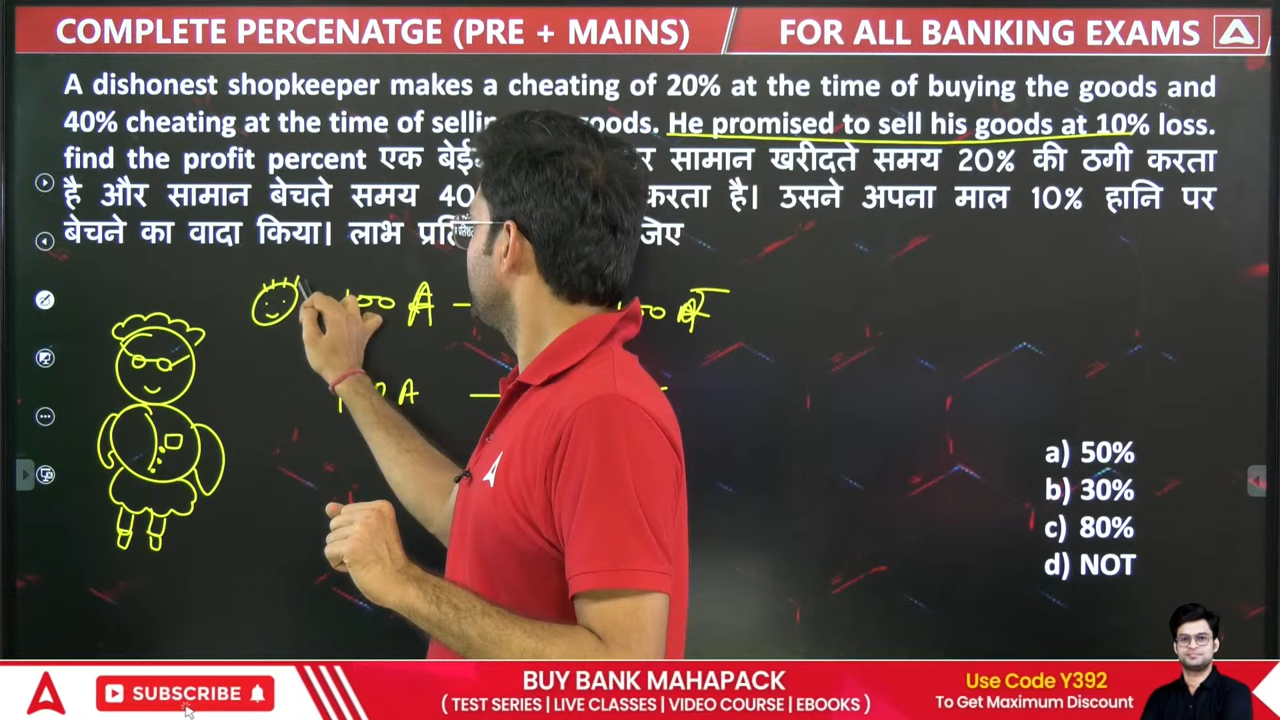 COMPLETE PERCENATGE (PRE + MAINS) FOR ALL BANKING EXAMS
A dishonest shopkeeper makes a cheating of 20% at the time of buying the goods and
40% cheating at the time of selling goods. He promised to sell his goods at 10% loss.
find the profit percent एक र सामान खरीदते समय 20% की ठगी करता
है और सामान बेचते समय 40 करता है। उसने अपना माल 10% हानि पर
बेचने का वादा किया। लाभ
100 A
A
a) 50%
b) 30%
c) 80%
d) NOT
SUBSCRIBE
BUY BANK MAHAPACK
( TEST SERIES | LIVE CLASSES | VIDEO COURSE | EBOOKS )
Use Code Y392
To Get Maximum Discount